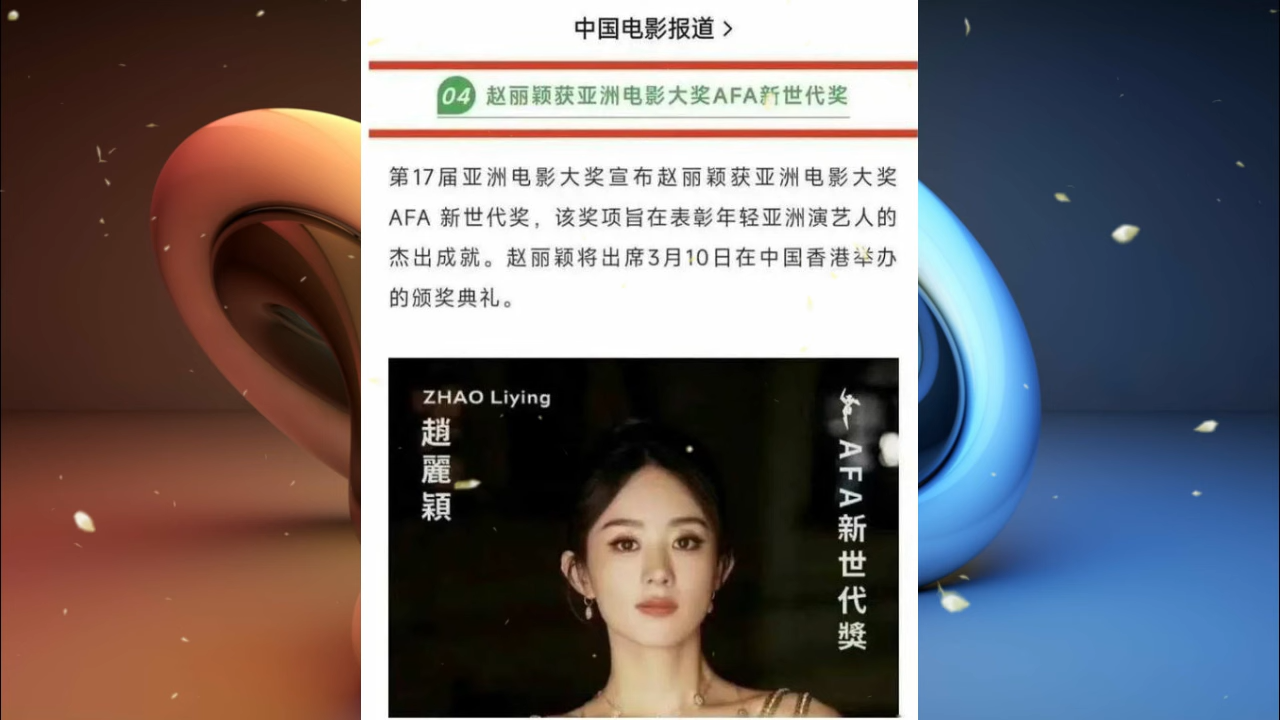 中国电影报道
04 赵丽颖获亚洲电影大奖AFA新世代奖
第17届亚洲电影大奖宣布赵丽颖获亚洲电影大奖
AFA 新世代奖，该奖项旨在表彰年轻亚洲演艺人的
杰出成就。赵丽颖将出席3月10日在中国香港举办
的颁奖典礼。
ZHAO Liying
趙麗穎
AFA新世代獎